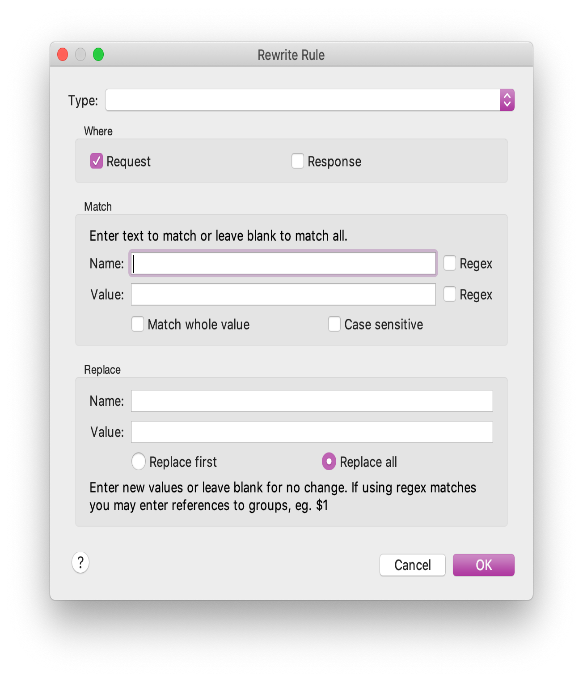 Rewrite Rule
Type:
Where
Request
Response
Match
Enter text to match or leave blank to match all.
Name:
Regex
Value:
Regex
Match whole value
Case sensitive
Replace
Name:
Value:
Replace first
Replace all
Enter new values or leave blank for no change. If using regex matches
you may enter references to groups, eg. $1
?
Cancel
OK